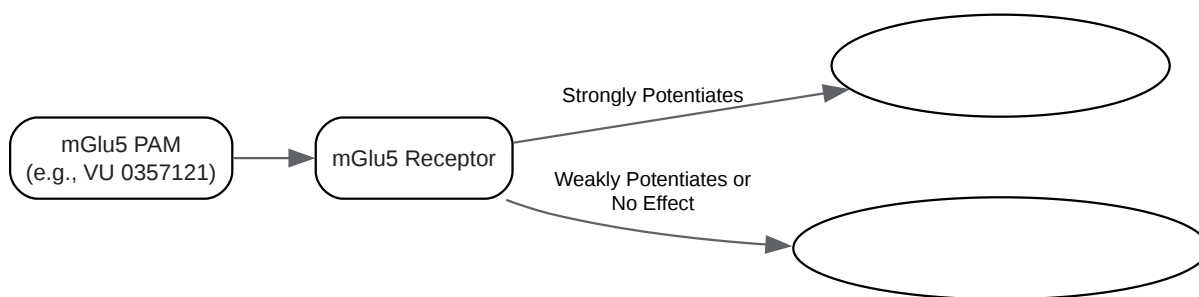 mGlu5 PAM
(e.g., VU 0357121)
mGlu5 Receptor
Strongly Potentiates
Weakly Potentiates or
No Effect